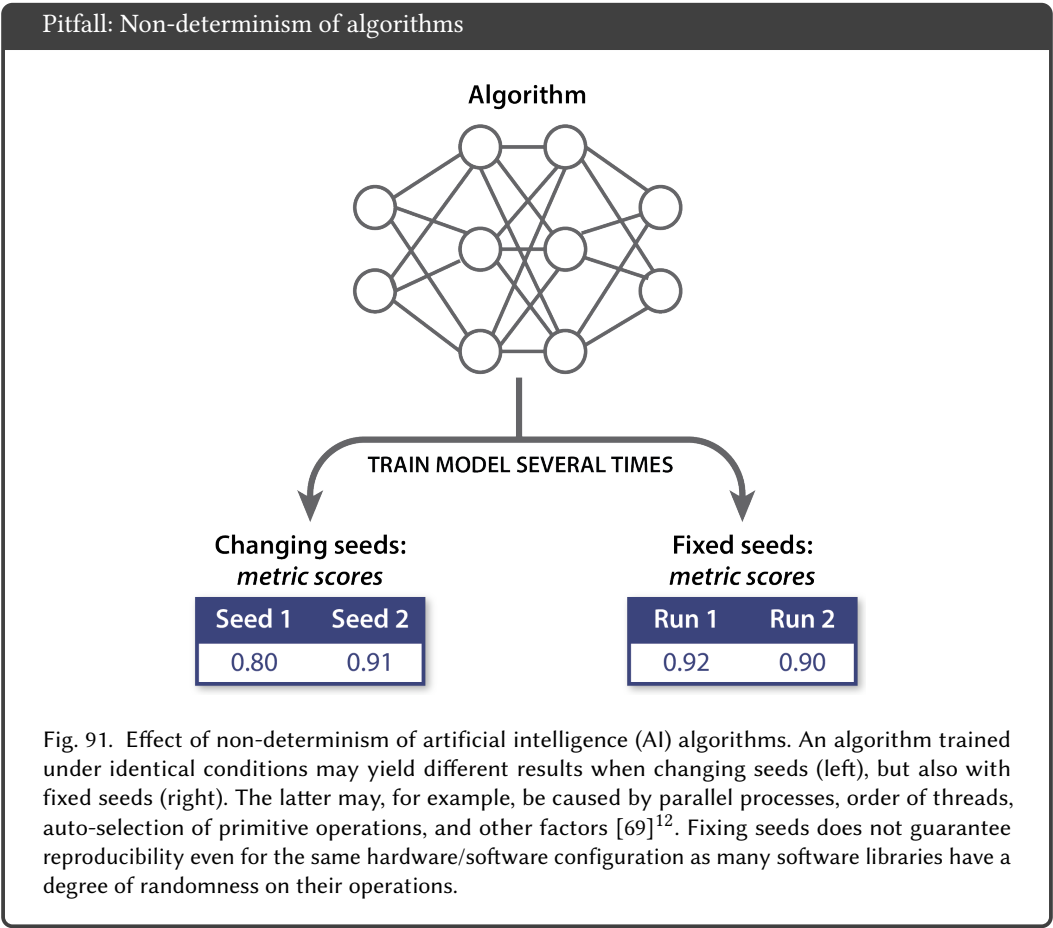 Pitfall: Non-determinism of algorithms
Algorithm
TRAIN MODEL SEVERAL TIMES
Changing seeds:
metric scores
Seed 1 Seed 2
0.80 0.91
Fixed seeds:
metric scores
Run 1 Run 2
0.92 0.90
Fig. 91. Effect of non-determinism of artificial intelligence (AI) algorithms. An algorithm trained
under identical conditions may yield different results when changing seeds (left), but also with
fixed seeds (right). The latter may, for example, be caused by parallel processes, order of threads,
auto-selection of primitive operations, and other factors [69]¹². Fixing seeds does not guarantee
reproducibility even for the same hardware/software configuration as many software libraries have a
degree of randomness on their operations.